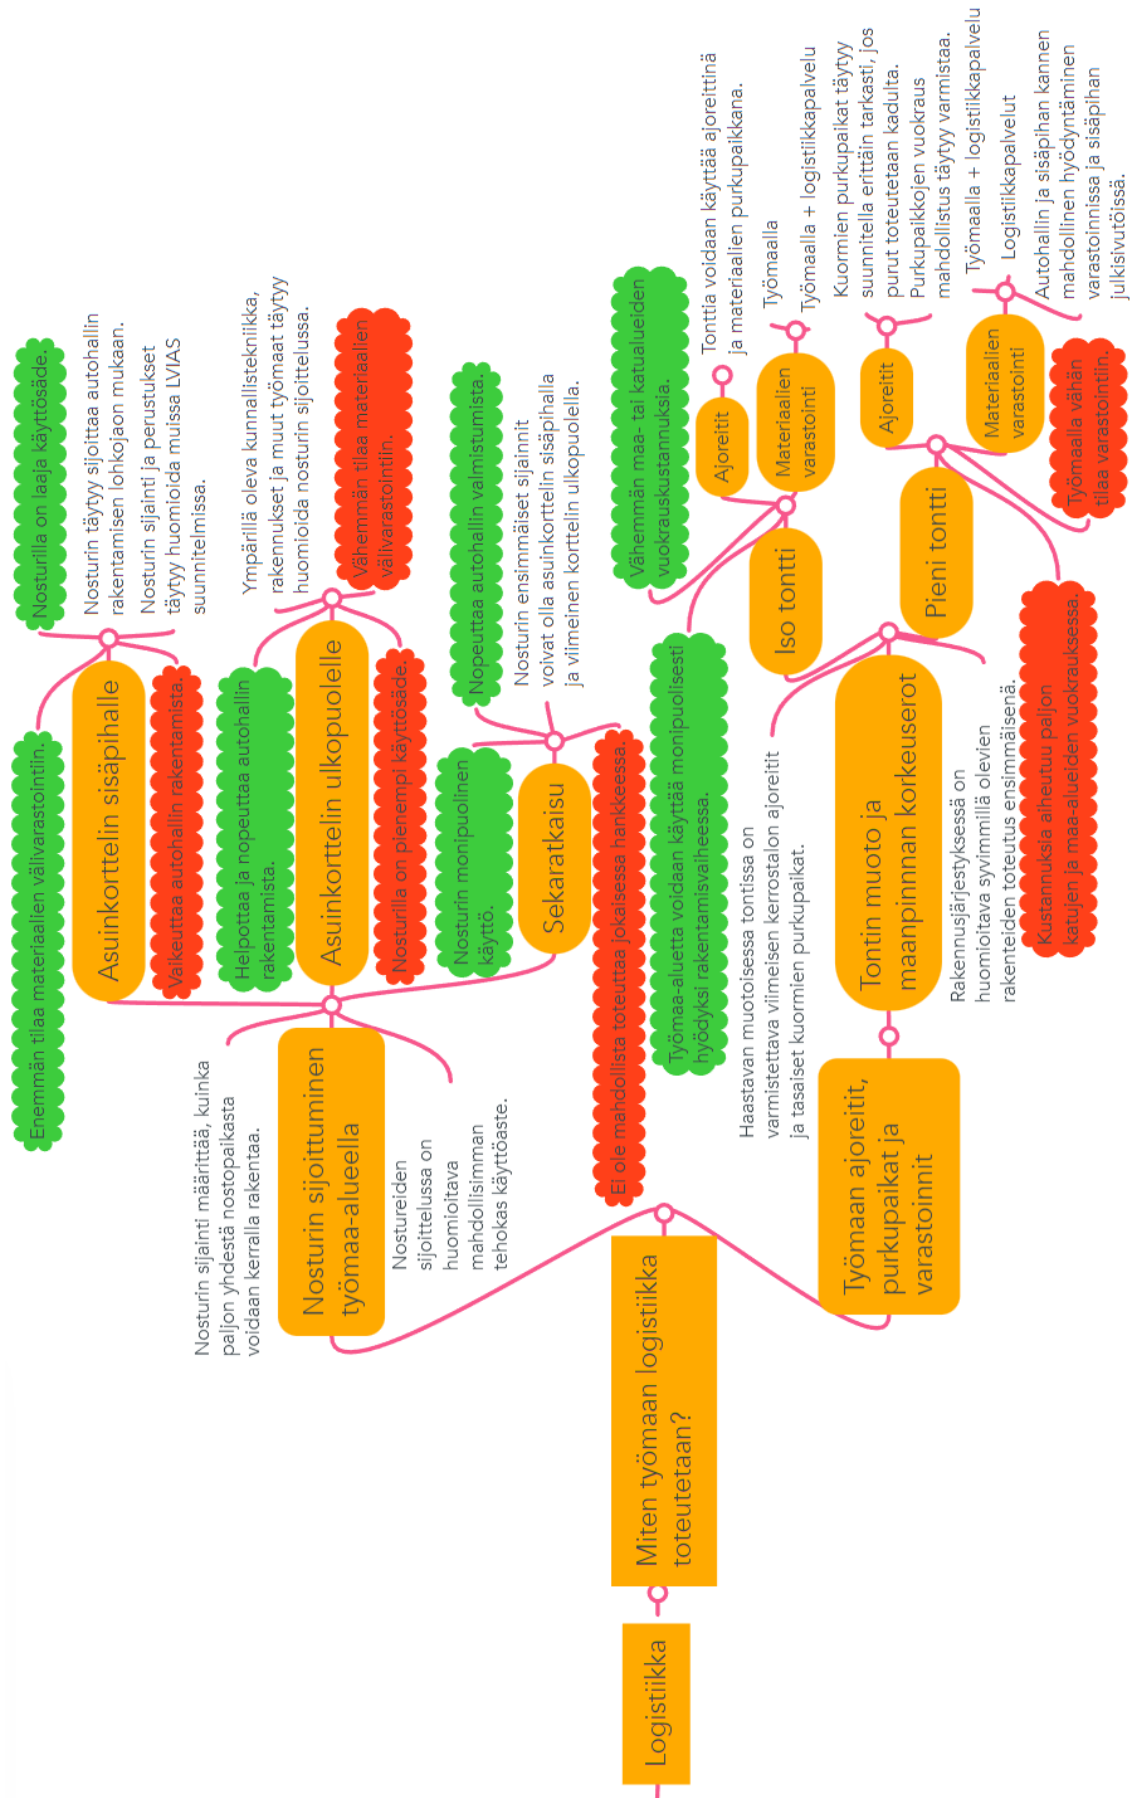 Logistiikka
Miten työmaan logistiikka
toteutetaan?
Nosturin sijoittuminen
työmaa-alueella
Nosturin sijainti määrittää, kuinka
paljon yhdestä nostopaikasta
voidaan kerralla rakentaa.
Nostureiden
sijoittelussa on
huomioitava
mahdollisimman
tehokas käyttöaste.
Asuinkorttelin sisäpihalle
Enemmän tilaa materiaalien välivarastointiin.
Nosturilla on laaja käyttösäde.
Nosturin täytyy sijoittaa autohallin
rakentamisen lohkojaon mukaan.
Nosturin sijainti ja perustukset
täytyy huomioida muissa LVIAS
suunnitelmissa.
Vaikeuttaa autohallin rakentamista.
Asuinkorttelin ulkopuolelle
Helpottaa ja nopeuttaa autohallin
rakentamista.
Ympärillä oleva kunnallistekniikka,
rakennukset ja muut työmaat täytyy
huomioida nosturin sijoittelussa.
Vähemmän tilaa materiaalien
välivarastointiin.
Nosturilla on pienempi käyttösäde.
Sekaratkaisu
Nosturin monipuolinen
käyttö.
Nopeuttaa autohallin valmistumista.
Nosturin ensimmäiset sijainnit
voivat olla asuinkorttelin sisäpihalla
ja viimeinen korttelin ulkopuolella.
Ei ole mahdollista toteuttaa jokaisessa hankkeessa.
Työmaan ajoreitit,
purkupaikat ja
varastoinnit
Tontin muoto ja
maanpinnan korkeuserot
Haastavan muotoisessa tontissa on
varmistettava viimeisen kerrostalon ajoreitit
ja tasaiset kuormien purkupaikat.
Rakennusjärjestyksessä on
huomioitava syvimmillä olevien
rakenteiden toteutus ensimmäisenä.
Iso tontti
Työmaa-aluetta voidaan käyttää monipuolisesti
hyödyksi rakentamisvaiheessa.
Vähemmän maa- tai katualueiden
vuokrauskustannuksia.
Ajoreitit
Tonttia voidaan käyttää ajoreittinä
ja materiaalien purkupaikkana.
Materiaalien
varastointi
Työmaalla
Työmaalla + logistiikkapalvelu
Pieni tontti
Ajoreitit
Kuormien purkupaikat täytyy
suunnitella erittäin tarkasti, jos
purut toteutetaan kadulta.
Purkupaikkojen vuokraus
mahdollistus täytyy varmistaa.
Materiaalien
varastointi
Työmaalla + logistiikkapalvelu
Logistiikkapalvelut
Autohallin ja sisäpihan kannen
mahdollinen hyödyntäminen
varastoinnissa ja sisäpihan
julkisivutöissä.
Työmaalla vähän
tilaa varastointiin.
Kustannuksia aiheutuu paljon
katujen ja maa-alueiden vuokrauksessa.